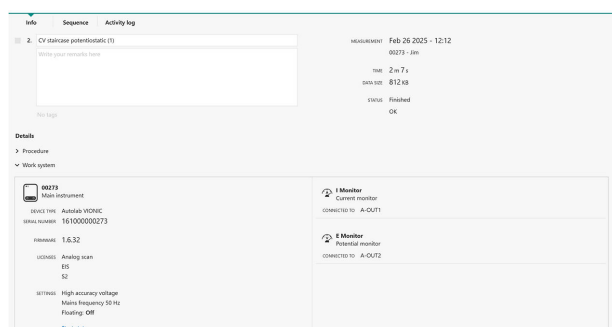 Info Sequence Activity log
2. CV staircase potentiostatic (1)
Write your remarks here
No tags
MEASUREMENT Feb 26 2025 - 12:12
00273 - Jim
TIME 2 m 7 s
DATA SIZE 812 KB
STATUS Finished
OK
Details
Procedure
Work system
00273
Main instrument
DEVICE TYPE Autolab VIONIC
SERIAL NUMBER 161000000273
FIRMWARE 1.6.32
LICENSES Analog scan
EIS
S2
SETTINGS High accuracy voltage
Mains frequency 50 Hz
Floating: Off
I Monitor
Current monitor
CONNECTED TO A-OUT1
E Monitor
Potential monitor
CONNECTED TO A-OUT2